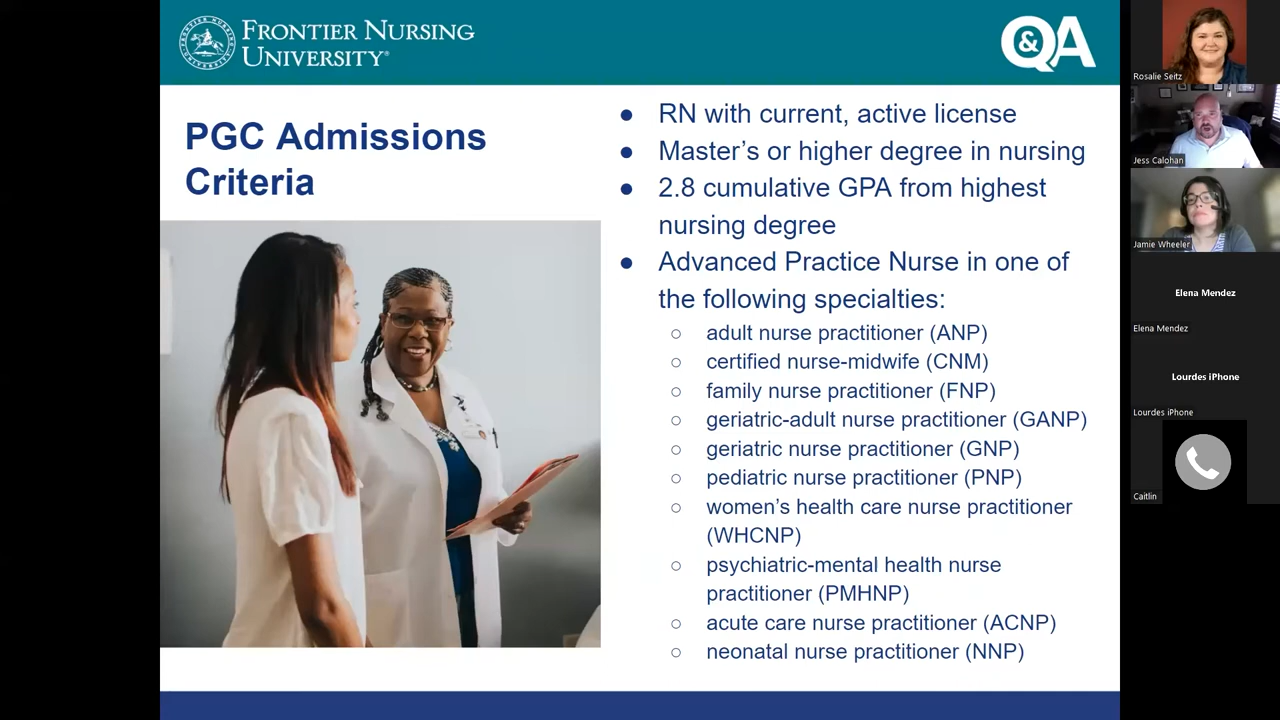 FRONTIER NURSING
UNIVERSITY®
Q&A
PGC Admissions
Criteria
● RN with current, active license
● Master’s or higher degree in nursing
● 2.8 cumulative GPA from highest
nursing degree
● Advanced Practice Nurse in one of
the following specialties:
○ adult nurse practitioner (ANP)
○ certified nurse-midwife (CNM)
○ family nurse practitioner (FNP)
○ geriatric-adult nurse practitioner (GANP)
○ geriatric nurse practitioner (GNP)
○ pediatric nurse practitioner (PNP)
○ women’s health care nurse practitioner
(WHCNP)
○ psychiatric-mental health nurse
practitioner (PMHNP)
○ acute care nurse practitioner (ACNP)
○ neonatal nurse practitioner (NNP)
Rosalie Seitz
Jess Calohan
Jamie Wheeler
Elena Mendez
Elena Mendez
Lourdes iPhone
Lourdes iPhone
Caitlin